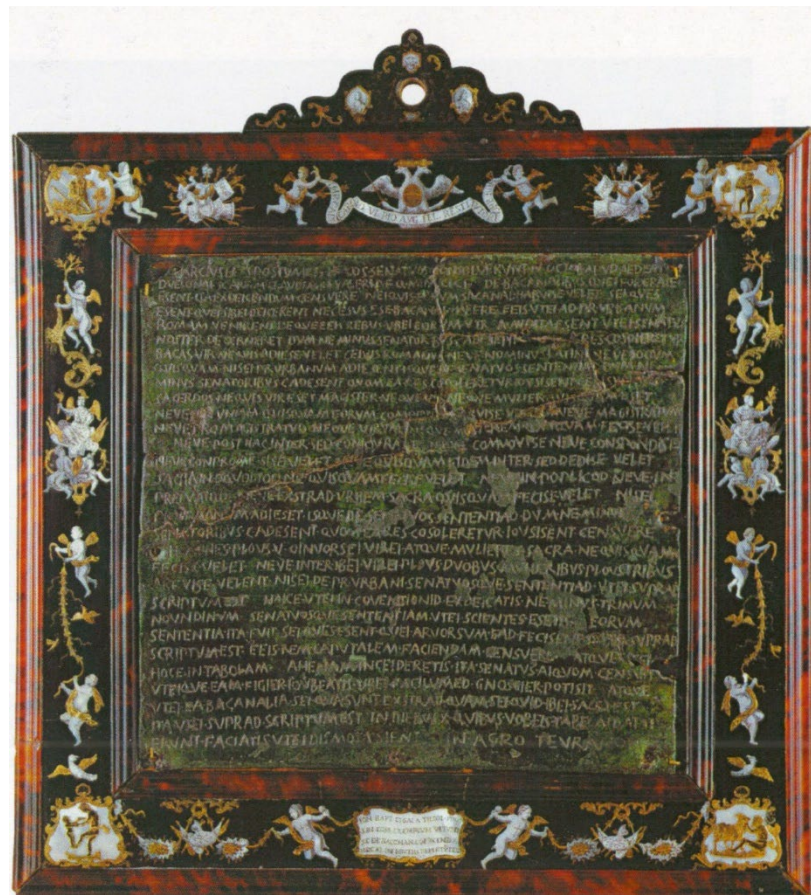 MARCIVS L F S POSTVMIVS L F COS SENATVM CONSOLVERVNT N OCTOB APVD AEDEM
DVELONAI SC ARF M CLAVDI M F L VALERI P F Q MINVCI C F DE BACANALIBVS QVEI FOIDERATEI
ESENT ITA EXDEICENDVM CENSVERE NEIQVIS EORVM BACANAL HABVISE VELET SEI QVES
ESENT QVEI SIBEI DEICERENT NECESVS ESE BACANAL HABERE EEIS VTEI AD PR VRBANVM
ROMAM VENIRENT DEQVE EEIS REBVS VBEI EORVM VTR A AVDITA ESENT VTEI SENATVS
NOSTER DECERNERET DVM NE MINVS SENATORBVS C ADESENT EA RES COSOLERETVR
BACAS VIR NEQVIS ADIESE VELET CEIVIS ROMANVS NEVE NOMINVS LATINI NEVE SOCIVM
QVISQVAM NISEI PR VRBANVM ADIESENT ISQVE DE SENATVOS SENTENTIAD DVM NE
MINVS SENATORIBVS C ADESENT QVOM EA RES COSOLERETVR IOVSISENT CENSVERE
SACERDOS NEQVIS VIR ESET MAGISTER NEQVE VIR NEQVE MVLIER QVISQVAM ESET
NEVE PECVNIAM QVISQVAM EORVM COMOINEM HABVISE VELET NEVE MAGISTRATVM
NEVE PRO MAGISTRATVD NEQVE VIRVM NEQVE MVLIEREM QVIQVAM FECISE VELET
NEVE POST HAC INTER SED CONIOVRASE NEVE COMVOVISE NEVE CONSPONDISE
NEVE CONPROMESISE VELET NEVE QVISQVAM FIDEM INTER SED DEDISE VELET
SACRA IN OQVOLTOD NE QVISQVAM FECISE VELET NEVE IN POPLICOD NEVE IN
PREIVATOD NEVE EXSTRAD VRBEM SACRA QVISQVAM FECISE VELET NISEI
PR VRBANVM ADIESET ISQVE DE SENATVOS SENTENTIAD DVM NE MINVS
SENATORIBVS C ADESENT QVOM EA RES COSOLERETVR IOVSISENT CENSVERE
HOMINES PLOVS V OINVORSEI VIREI ATQVE MVLIERES SACRA NE QVISQVAM
FECISE VELET NEVE INTER IBEI VIREI PLOVS DVOBVS MVLIERIBVS PLOVS TRIBVS
ARFVISE VELENT NISEI DE PR VRBANI SENATVOSQVE SENTENTIAD VTEI SVPRAD
SCRIPTVM EST HAICE VTEI IN COVENTIONID EXDEICATIS NE MINVS TRINVM
NOVNDINVM SENATVOSQVE SENTENTIAM VTEI SCIENTES ESETIS EORVM
SENTENTIA ITA FVIT SEI QVES ESENT QVEI ARVORSVM EAD FECISENT QVAM SVPRAD
SCRIPTVM EST EEIS REM CAPVTALEM FACIENDAM CENSVERE ATQVE VTEI
HOCE IN TABOLAM AHENAM INCEIDERETIS ITA SENATVS AIQVOM CENSVIT
VTEIQVE EAM FIGIER IOVBEATIS VBEI FACILVMED GNOSCIER POTISIT ATQVE
VTEI EA BACANALIA SEI QVA SVNT EXSTRAD QVAM SEI QVID IBEI SACRI EST
ITA VTEI SVPRAD SCRIPTVM EST IN DIEBVS X QVIBVS VOBEIS TABELAI DATAI
ERVNT FACIATIS VTEI DISMOTA SIENT IN AGRO TEVRANO